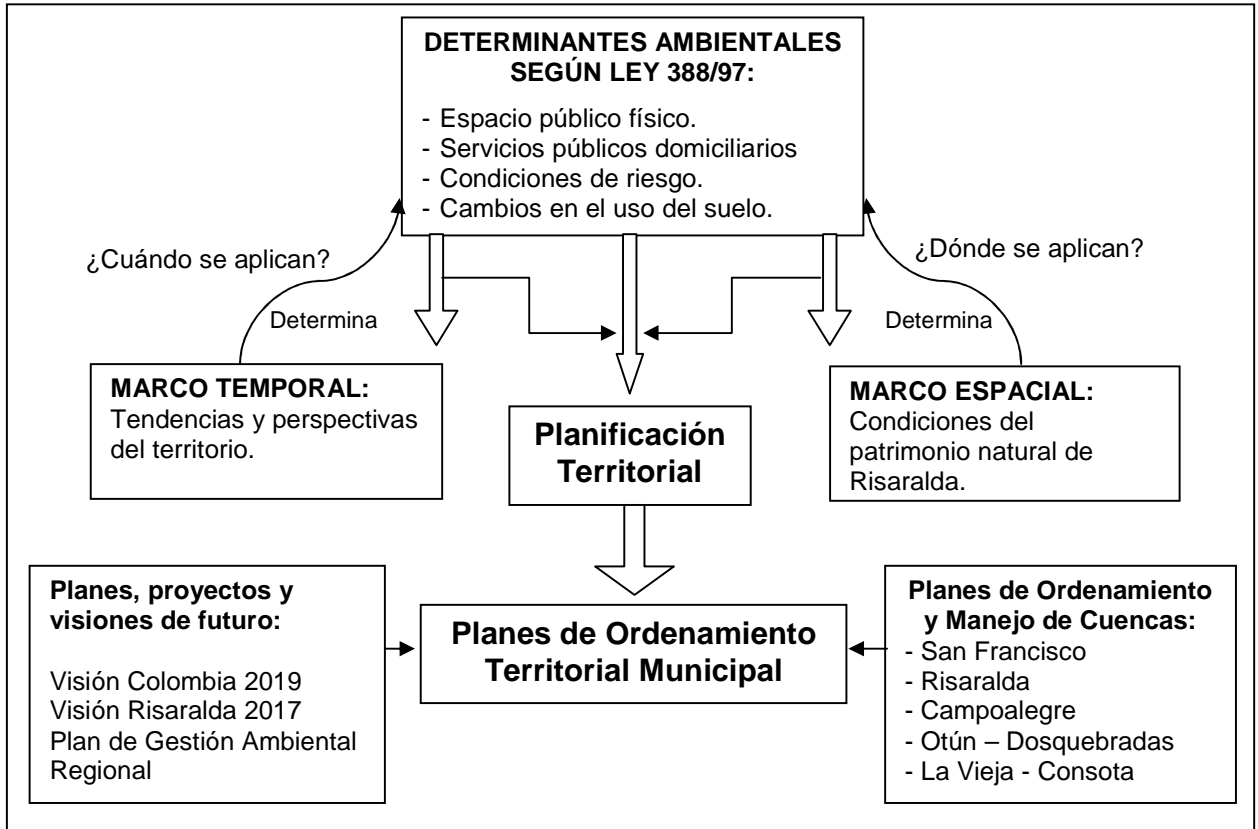 DETERMINANTES AMBIENTALES
SEGÚN LEY 388/97:
- Espacio público físico.
- Servicios públicos domiciliarios
- Condiciones de riesgo.
- Cambios en el uso del suelo.
¿Cuándo se aplican?
¿Dónde se aplican?
Determina
Determina
MARCO TEMPORAL:
Tendencias y perspectivas
del territorio.
MARCO ESPACIAL:
Condiciones del
patrimonio natural de
Risaralda.
Planificación
Territorial
Planes, proyectos y
visiones de futuro:
Visión Colombia 2019
Visión Risaralda 2017
Plan de Gestión Ambiental
Regional
Planes de Ordenamiento
Territorial Municipal
Planes de Ordenamiento
y Manejo de Cuencas:
- San Francisco
- Risaralda
- Campoalegre
- Otún – Dosquebradas
- La Vieja - Consota